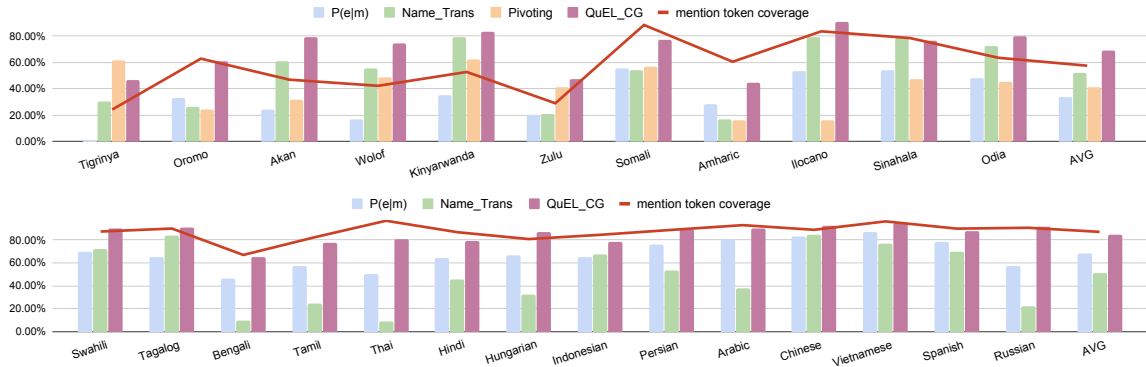 P(e|m) Name_Trans Pivoting QuEL_CG mention token coverage
80.00%
60.00%
40.00%
20.00%
0.00%
Tigrinya Oromo Akan Wolof Kinyarwanda Zulu Somali Amharic Ilocano Sinahala Odia AVG
P(e|m) Name_Trans QuEL_CG mention token coverage
80.00%
60.00%
40.00%
20.00%
0.00%
Swahili Tagalog Bengali Tamil Thai Hindi Hungarian Indonesian Persian Arabic Chinese Vietnamese Spanish Russian AVG